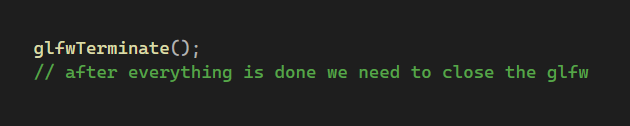 glfwTerminate();
// after everything is done we need to close the glfw